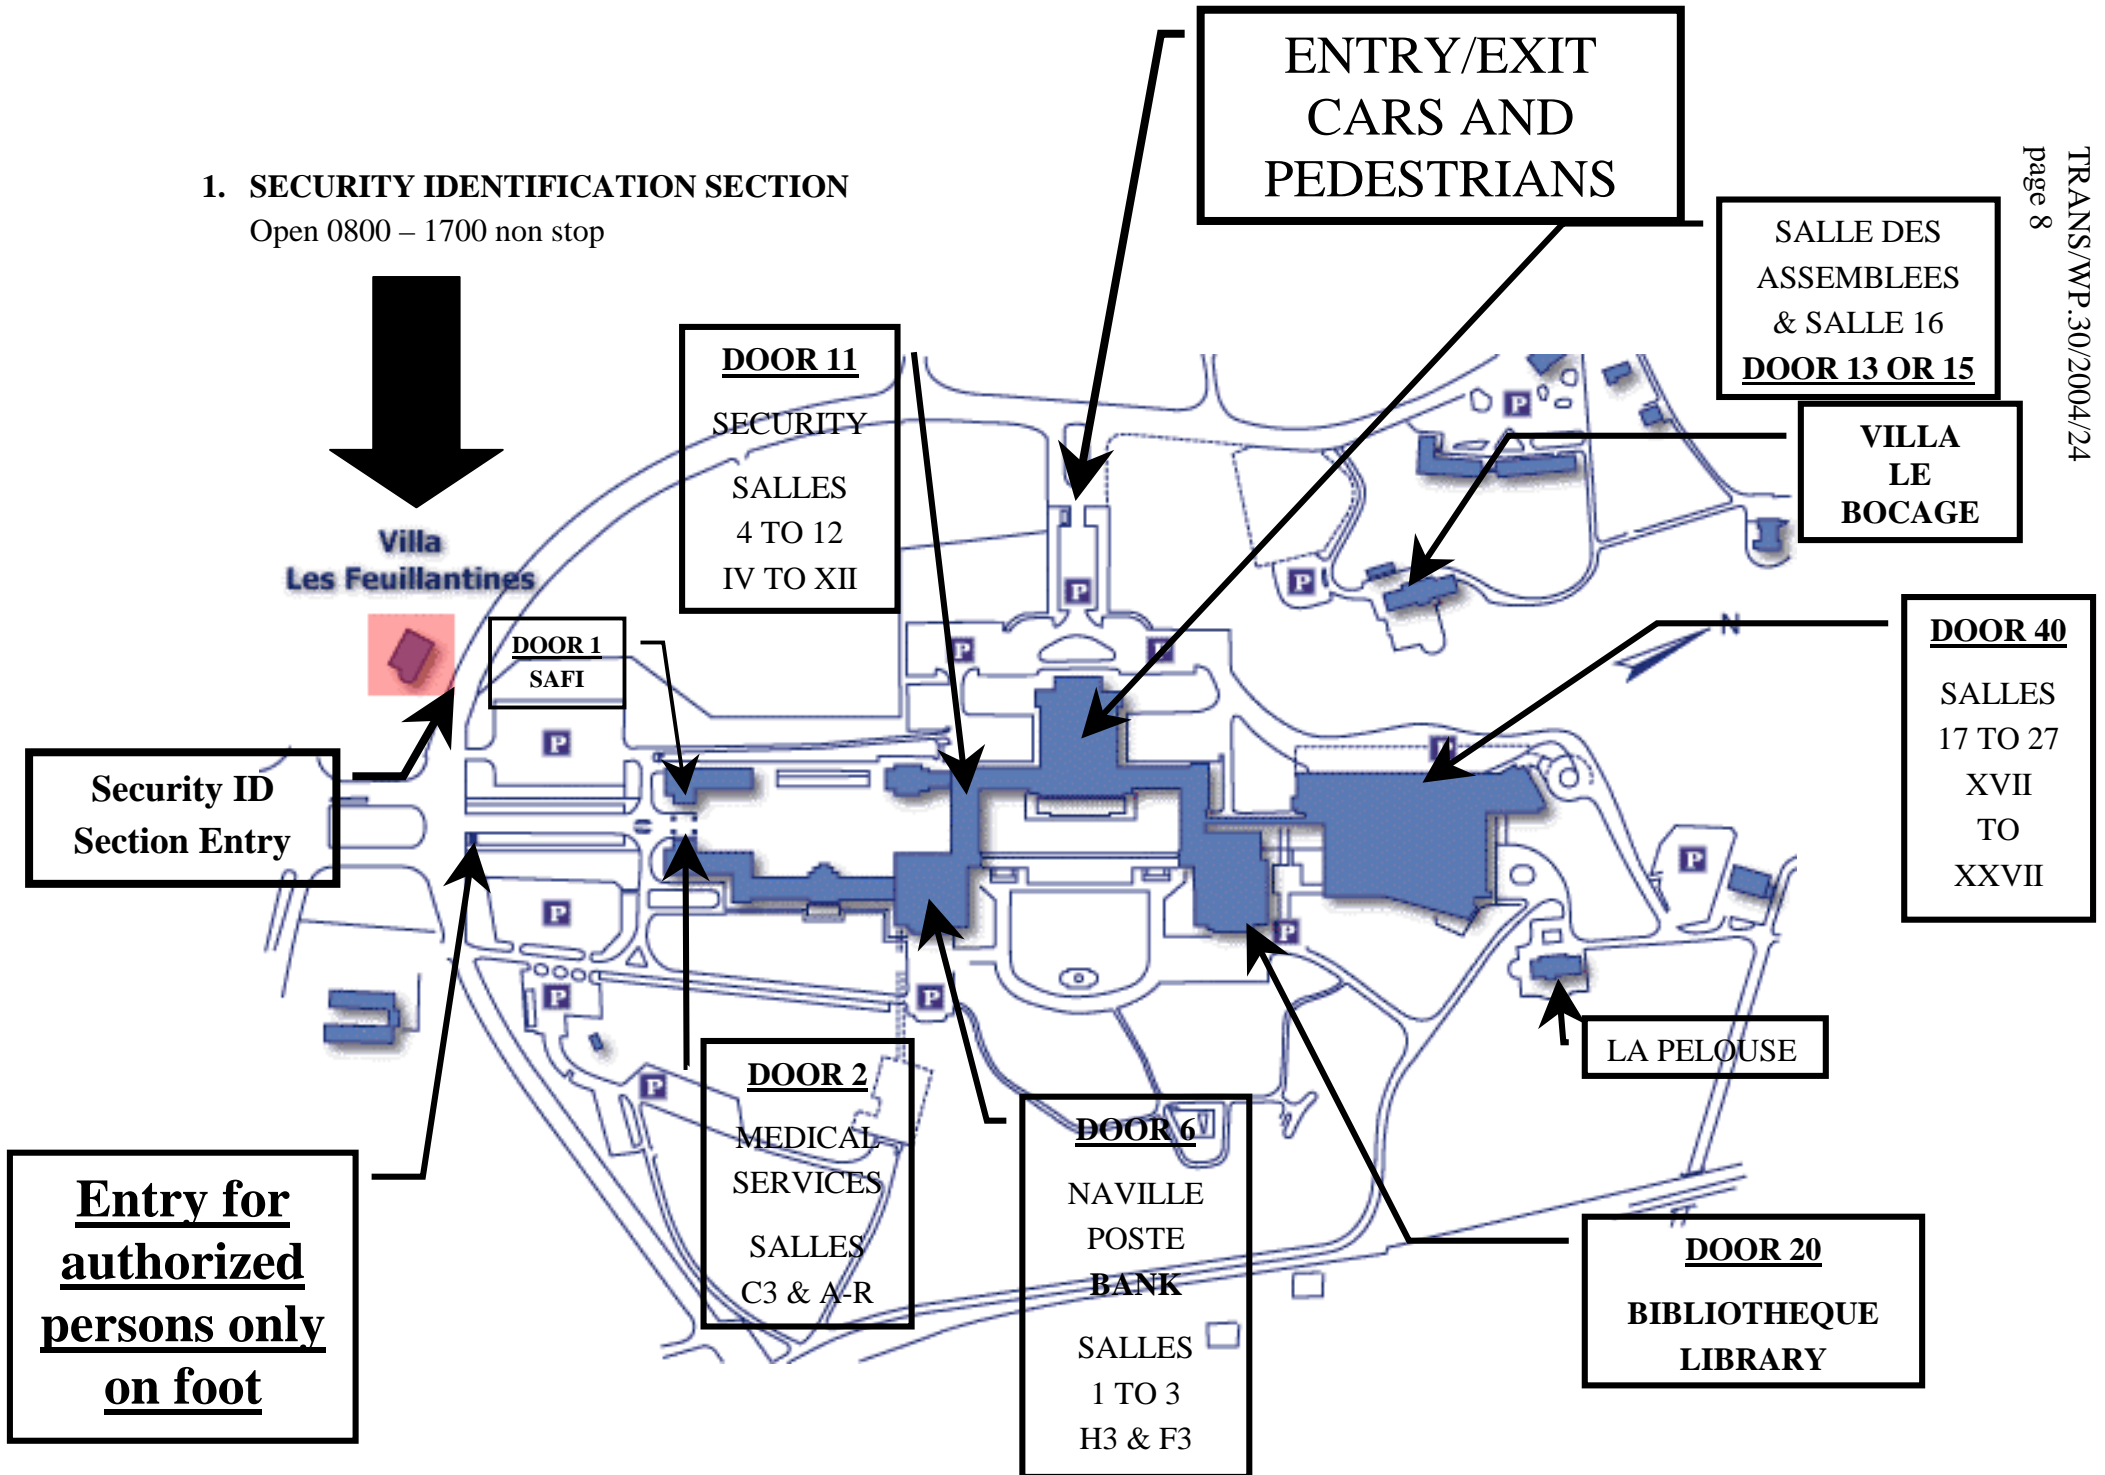 TRANS/WP.30/2004/24
page 8
ENTRY/EXIT
CARS AND
PEDESTRIANS
1. SECURITY IDENTIFICATION SECTION
Open 0800 – 1700 non stop
SALLE DES
ASSEMBLEES
& SALLE 16
DOOR 13 OR 15
DOOR 11
SECURITY
SALLES
4 TO 12
IV TO XII
VILLA
LE
BOCAGE
Villa
Les Feuillantines
DOOR 1
SAFI
DOOR 40
SALLES
17 TO 27
XVII
TO
XXVII
N
P
P
P
P
P
P
P
P
P
P
P
P
P
P
Security ID
Section Entry
LA PELOUSE
DOOR 2
MEDICAL
SERVICES
SALLES
C3 & A-R
DOOR 6
NAVILLE
POSTE
BANK
SALLES
1 TO 3
H3 & F3
Entry for
authorized
persons only
on foot
DOOR 20
BIBLIOTHEQUE
LIBRARY